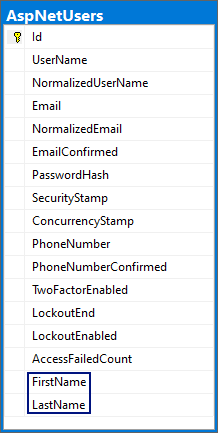 AspNetUsers
Id
UserName
NormalizedUserName
Email
NormalizedEmail
EmailConfirmed
PasswordHash
SecurityStamp
ConcurrencyStamp
PhoneNumber
PhoneNumberConfirmed
TwoFactorEnabled
LockoutEnd
LockoutEnabled
AccessFailedCount
FirstName
LastName